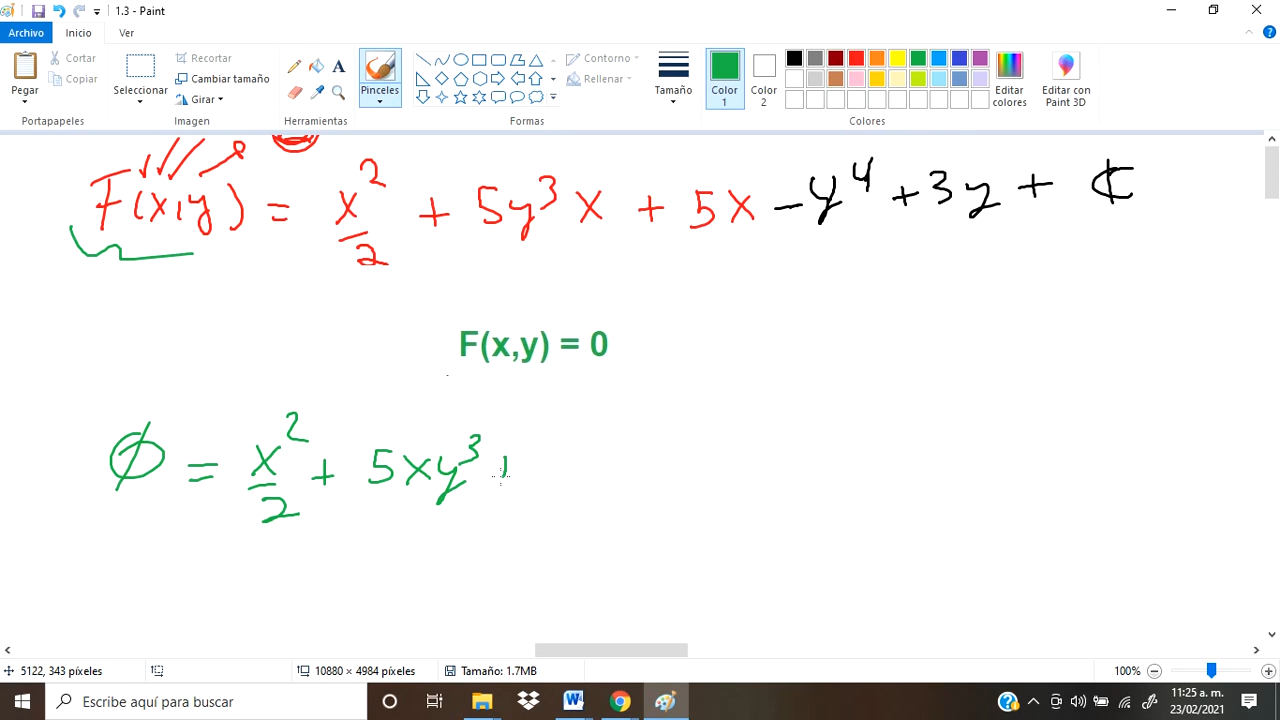 1.3 - Paint
Archivo Inicio Ver
Pegar Cortar Copiar Seleccionar Recortar Cambiar tamaño Girar Pinceles Contorno Rellenar Tamaño Color 1 Color 2 Editar colores Editar con Paint 3D
Portapapeles Imagen Herramientas Formas Colores
F(x,y) = x²/2 + 5y³x + 5x - y⁴ + 3y + C
F(x,y) = 0
Ø = x²/2 + 5xy³
5122, 343 píxeles 10880 × 4984 píxeles Tamaño: 1.7MB 100%
Escribe aquí para buscar 11:25 a. m.
23/02/2021